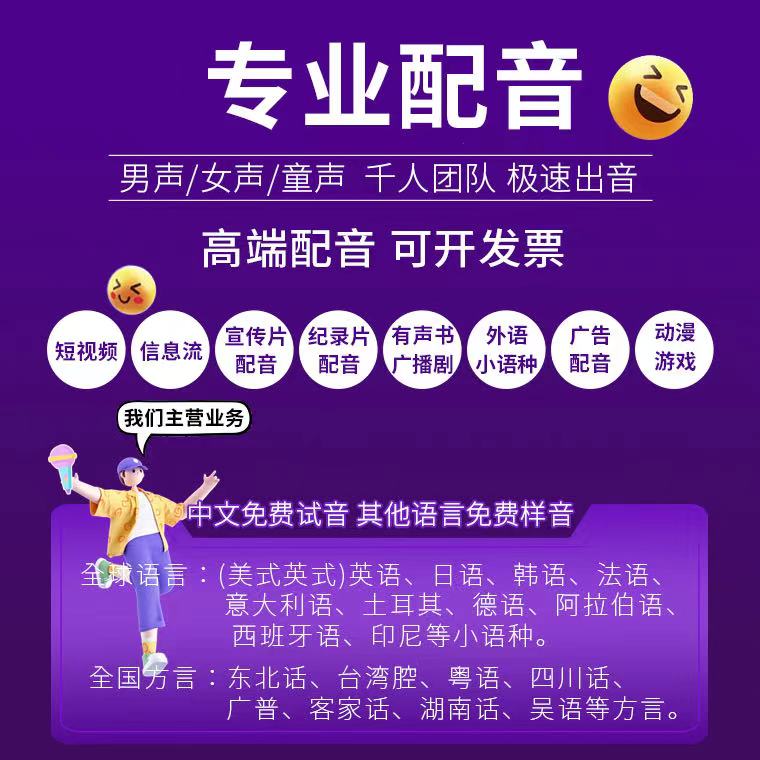 专业配音
男声/女声/童声 千人团队 极速出音
高端配音 可开发票
短视频
信息流
宣传片
配音
纪录片
配音
有声书
广播剧
外语
小语种
广告
配音
动漫
游戏
我们主营业务
中文免费试音 其他语言免费样音
全球语言：(美式英式)英语、日语、韩语、法语、
意大利语、土耳其、德语、阿拉伯语、
西班牙语、印尼等小语种。
全国方言：东北话、台湾腔、粤语、四川话、
广普、客家话、湖南话、吴语等方言。